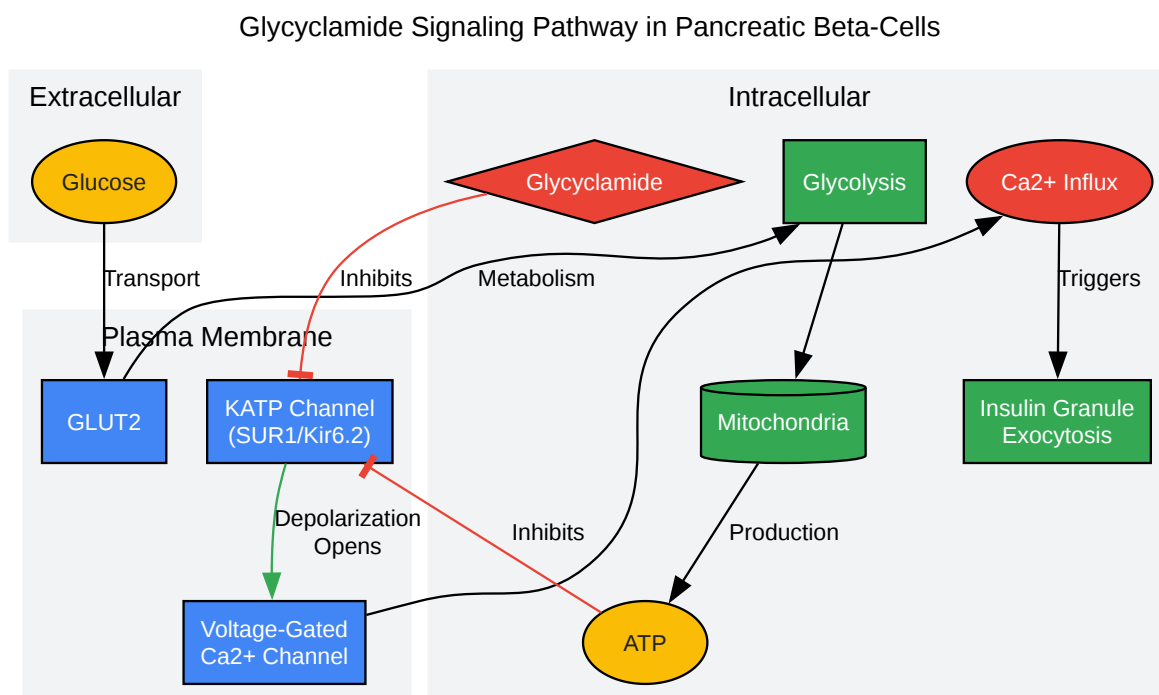 Glycyclamide Signaling Pathway in Pancreatic Beta-Cells
Extracellular
Intracellular
Glucose
Glycyclamide
Glycolysis
Ca2+ Influx
Transport
Inhibits
Metabolism
Triggers
Plasma Membrane
GLUT2
KATP Channel
(SUR1/Kir6.2)
Mitochondria
Insulin Granule
Exocytosis
Depolarization
Opens
Inhibits
Production
Voltage-Gated
Ca2+ Channel
ATP